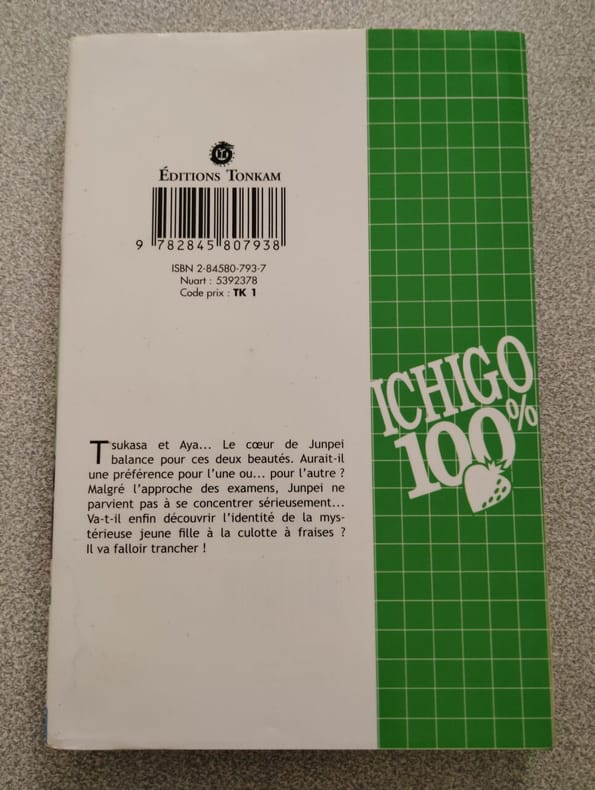 ÉDITIONS TONKAM
9 782845 807938
ISBN 2-84580-793-7
Nuart : 5392378
Code prix : TK 1
ICHIGO
100%
Tsukasa et Aya... Le cœur de Junpei
balance pour ces deux beautés. Aurait-il
une préférence pour l'une ou... pour l'autre ?
Malgré l'approche des examens, Junpei ne
parvient pas à se concentrer sérieusement...
Va-t-il enfin découvrir l'identité de la mys-
térieuse jeune fille à la culotte à fraises ?
Il va falloir trancher !